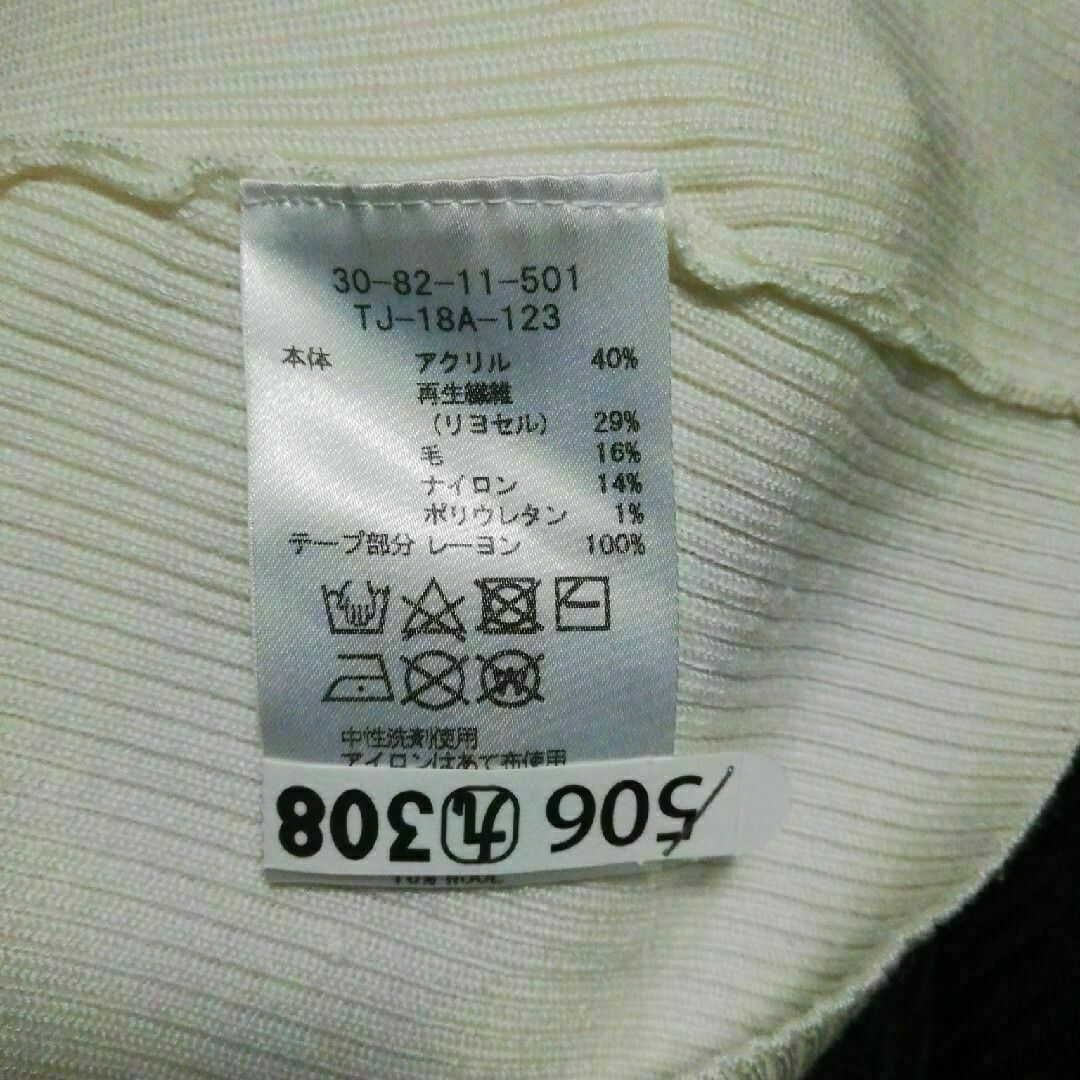 30-82-11-501
TJ-18A-123
本体 アクリル 40%
再生繊維
(リヨセル) 29%
毛 16%
ナイロン 14%
ポリウレタン 1%
テープ部分 レーヨン 100%
中性洗剤使用
アイロンはあて布使用
506 九 308